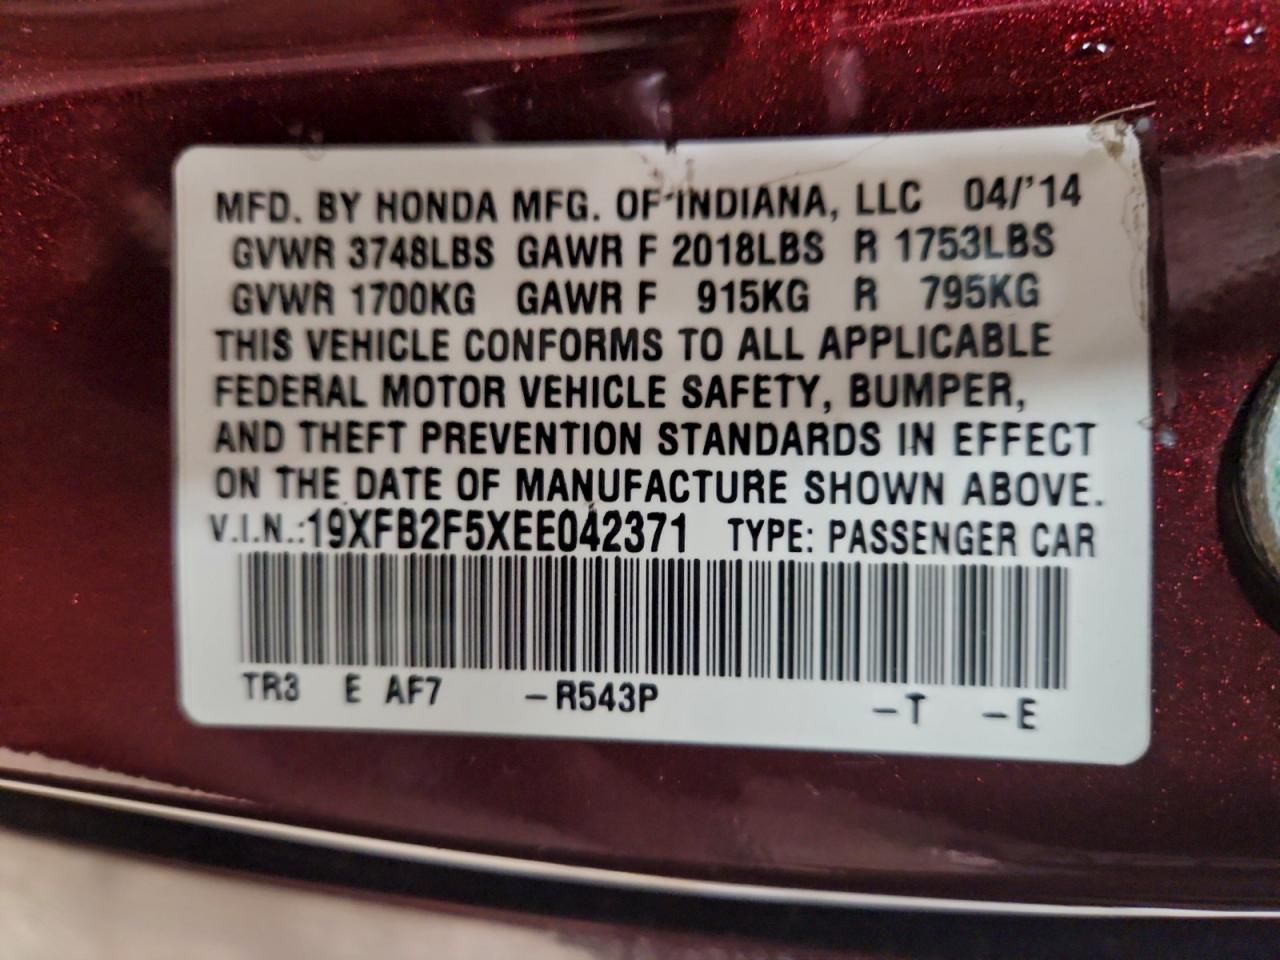 MFD. BY HONDA MFG. OF INDIANA, LLC 04/'14
GVWR 3748LBS GAWR F 2018LBS R 1753LBS
GVWR 1700KG GAWR F 915KG R 795KG
THIS VEHICLE CONFORMS TO ALL APPLICABLE
FEDERAL MOTOR VEHICLE SAFETY, BUMPER,
AND THEFT PREVENTION STANDARDS IN EFFECT
ON THE DATE OF MANUFACTURE SHOWN ABOVE.
V.I.N.:19XFB2F5XEE042371 TYPE: PASSENGER CAR
TR3 E AF7 –R543P –T –E